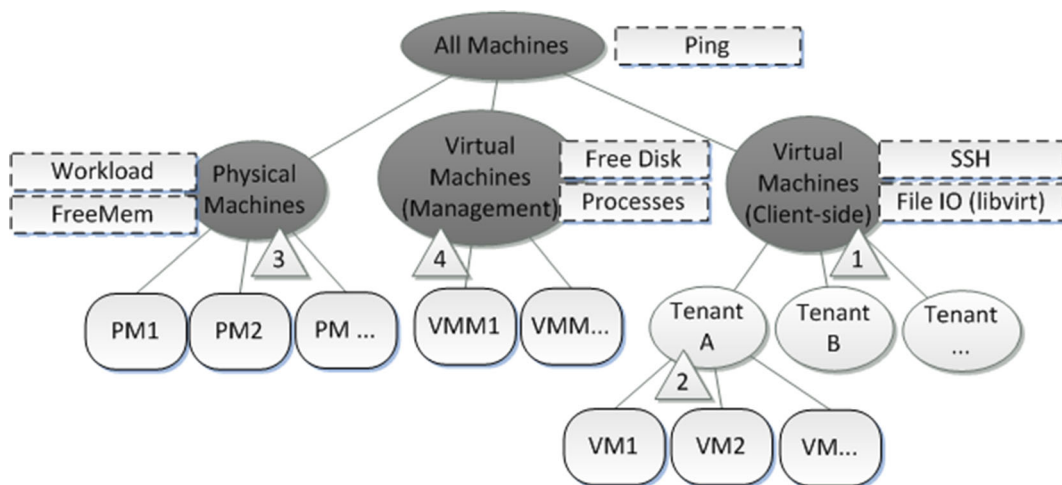 All Machines
Ping
Workload
FreeMem
Physical
Machines
Virtual
Machines
(Management)
Free Disk
Processes
Virtual
Machines
(Client-side)
SSH
File IO (libvirt)
3
4
1
PM1
PM2
PM ...
VMM1
VMM...
Tenant
A
Tenant
B
Tenant
...
2
VM1
VM2
VM...